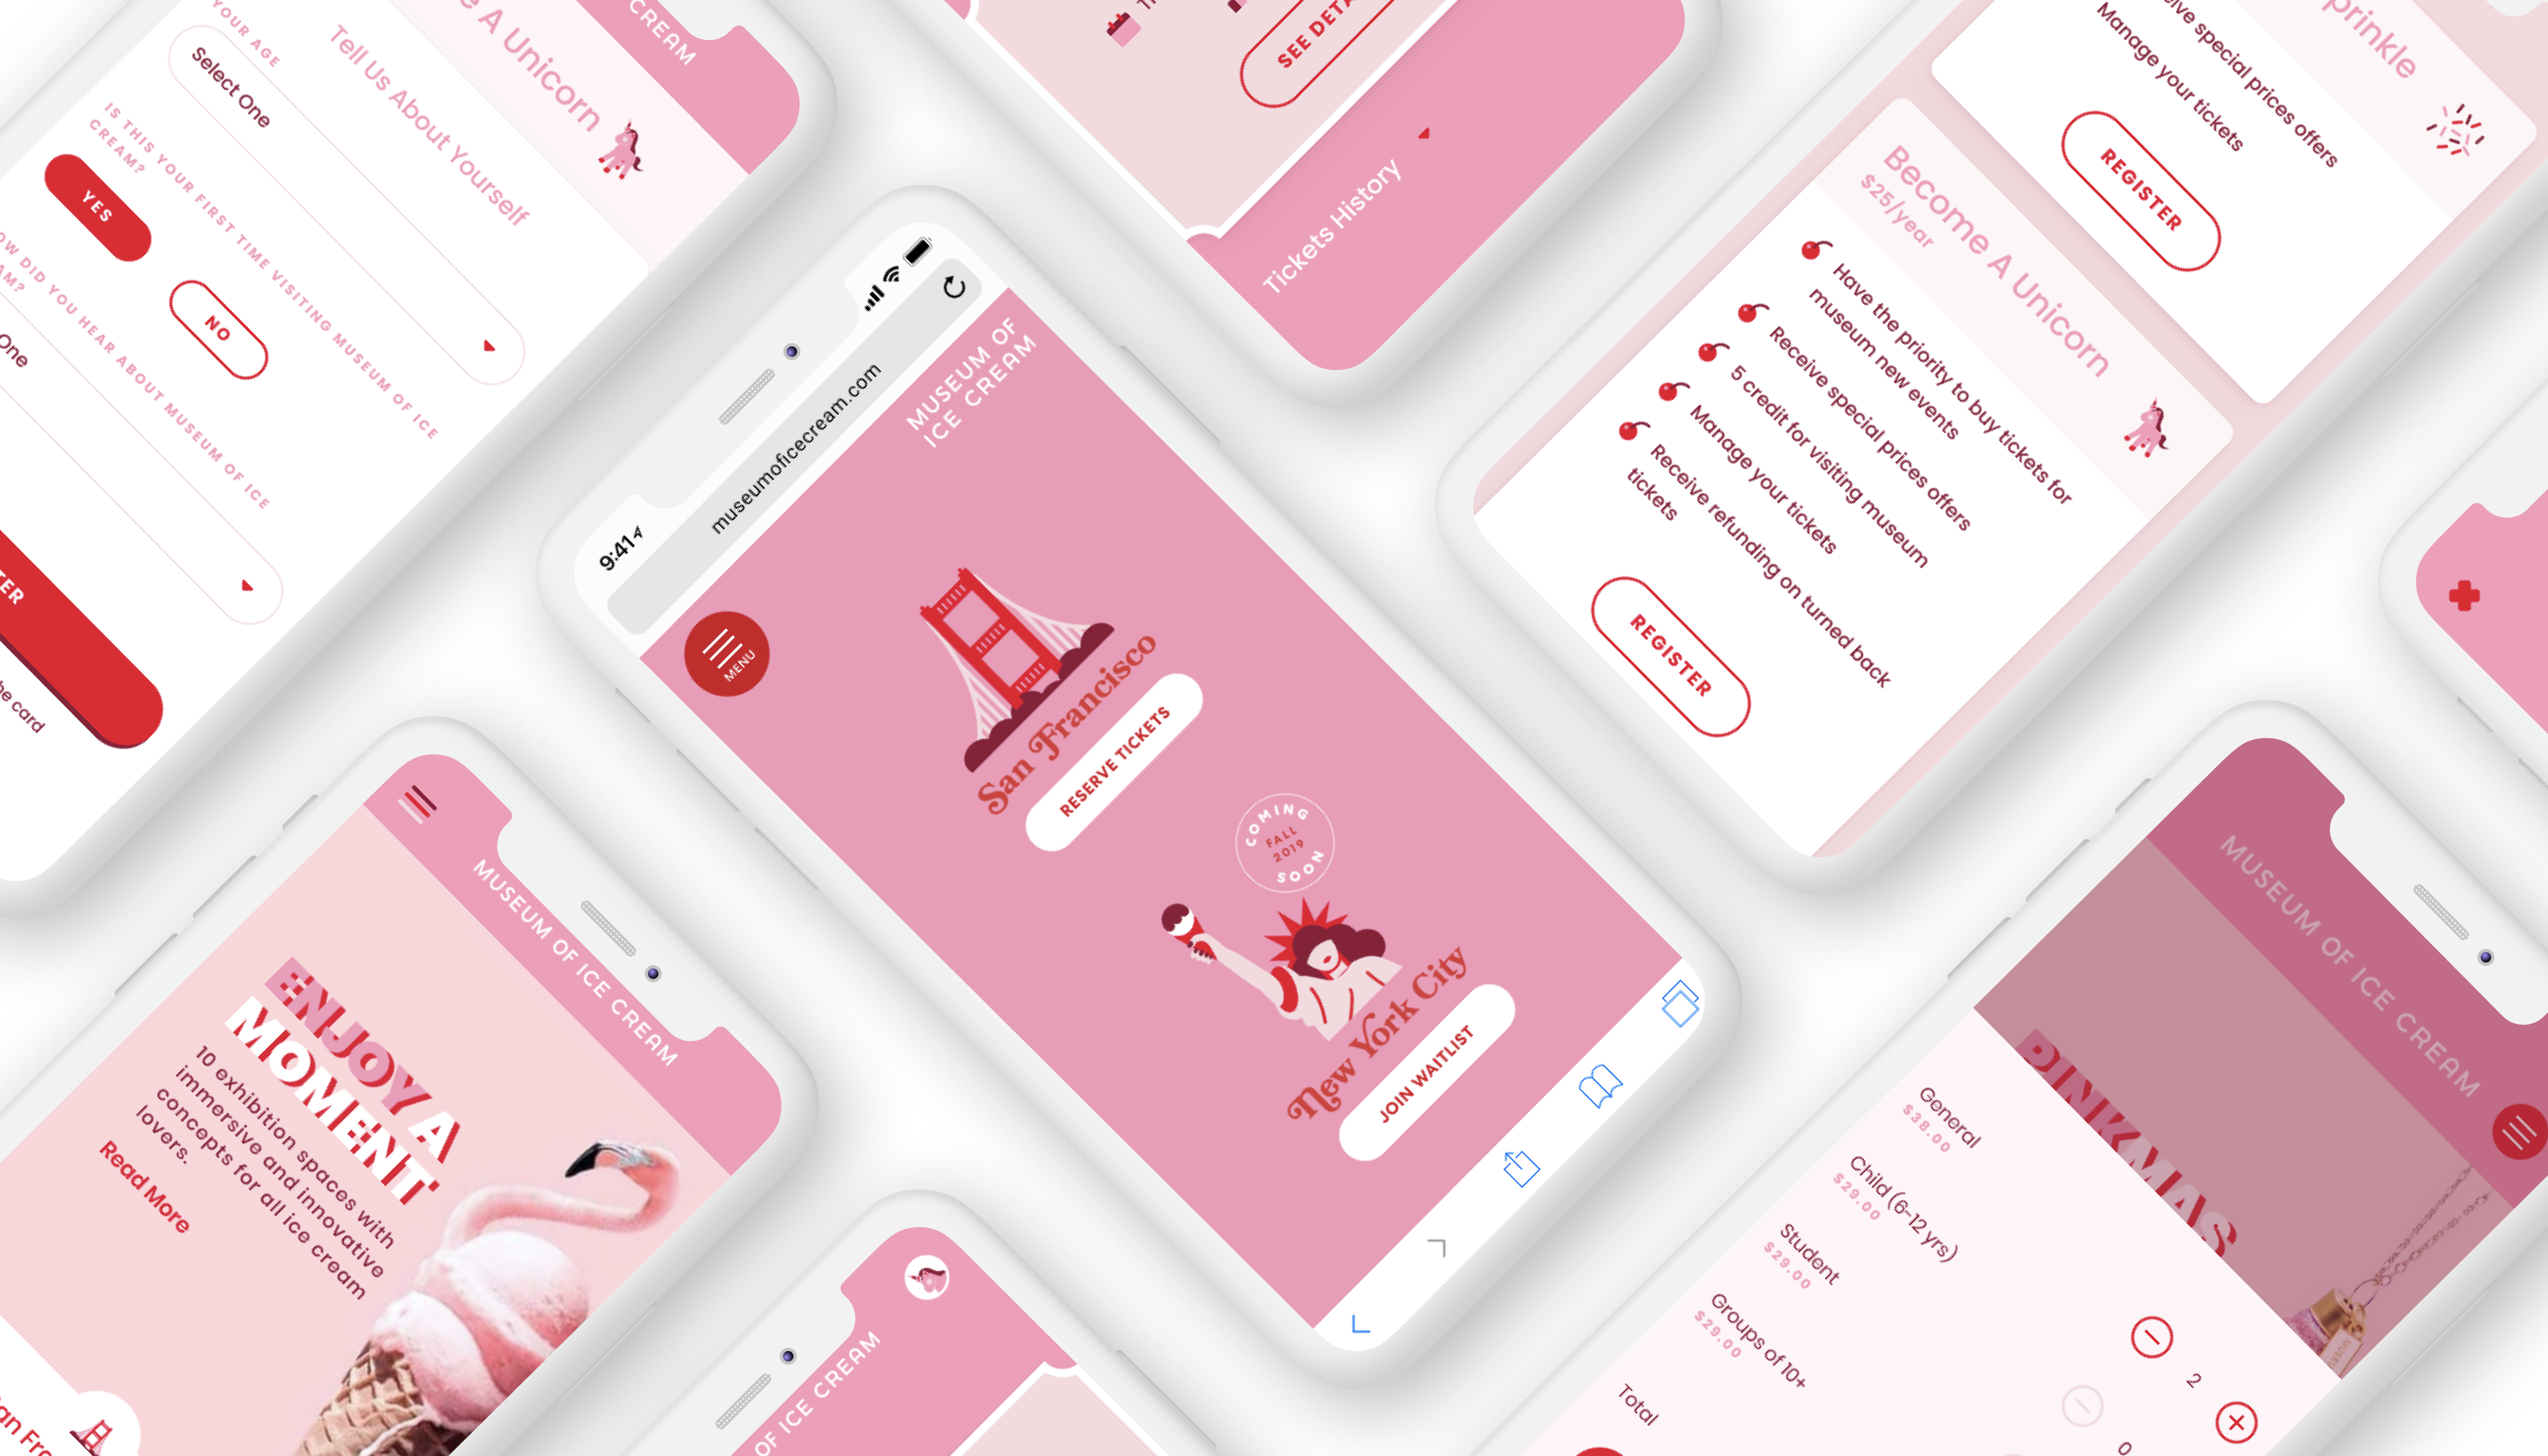 CREAM
e A Unicorn
Tell Us About Yourself
YOUR AGE
Select One
IS THIS YOUR FIRST TIME VISITING MUSEUM OF ICE
CREAM?
YES
NO
OW DID YOU HEAR ABOUT MUSEUM OF ICE
AM?
One
TER
he card
SEE DETA
Tickets History
prinkle
ive special prices offers
Manage your tickets
REGISTER
Become A Unicorn
$25/year
Have the priority to buy tickets for
museum new events
Receive special prices offers
5 credit for visiting museum
Manage your tickets
Receive refunding on turned back
tickets
REGISTER
9:41
museumoficecream.com
MUSEUM OF
ICE CREAM
MENU
San Francisco
RESERVE TICKETS
COMING
FALL
2019
SOON
New York City
JOIN WAITLIST
MUSEUM OF ICE CREAM
ENJOY A
MOMENT
10 exhibition spaces with
immersive and innovative
concepts for all ice cream
lovers.
Read More
an Fra
OF ICE CREAM
MUSEUM OF ICE CREAM
PINKMAS
General
$38.00
Child (6-12 yrs)
$29.00
2
Student
$29.00
0
Groups of 10+
$29.00
Total